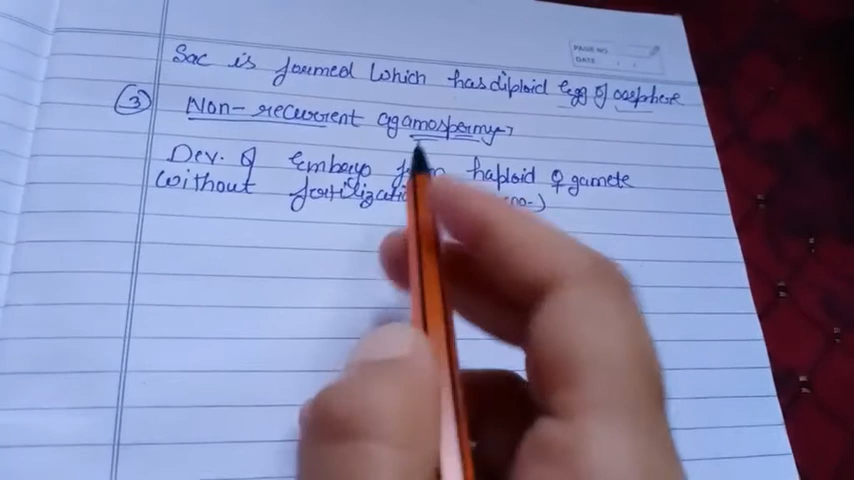 PAGE NO.
DATE
Sac is formed which has diploid egg of oosphere
③ Non-recurrent agamospermy→
Dev. of Embryo haploid ♀ gamete
without